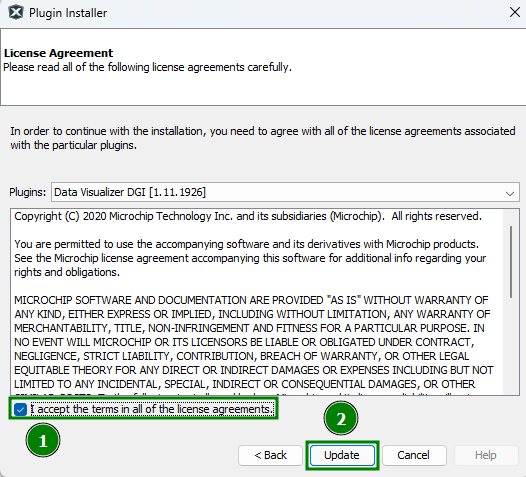 Plugin Installer
License Agreement
Please read all of the following license agreements carefully.
In order to continue with the installation, you need to agree with all of the license agreements associated
with the particular plugins.
Plugins: Data Visualizer DGI [1.11.1926]
Copyright (C) 2020 Microchip Technology Inc. and its subsidiaries (Microchip). All rights reserved.
You are permitted to use the accompanying software and its derivatives with Microchip products.
See the Microchip license agreement accompanying this software for additional info regarding your
rights and obligations.
MICROCHIP SOFTWARE AND DOCUMENTATION ARE PROVIDED "AS IS" WITHOUT WARRANTY OF
ANY KIND, EITHER EXPRESS OR IMPLIED, INCLUDING WITHOUT LIMITATION, ANY WARRANTY OF
MERCHANTABILITY, TITLE, NON-INFRINGEMENT AND FITNESS FOR A PARTICULAR PURPOSE. IN
NO EVENT WILL MICROCHIP OR ITS LICENSORS BE LIABLE OR OBLIGATED UNDER CONTRACT,
NEGLIGENCE, STRICT LIABILITY, CONTRIBUTION, BREACH OF WARRANTY, OR OTHER LEGAL
EQUITABLE THEORY FOR ANY DIRECT OR INDIRECT DAMAGES OR EXPENSES INCLUDING BUT NOT
LIMITED TO ANY INCIDENTAL, SPECIAL, INDIRECT OR CONSEQUENTIAL DAMAGES, OR OTHER
I accept the terms in all of the license agreements.
1
2
< Back Update Cancel Help